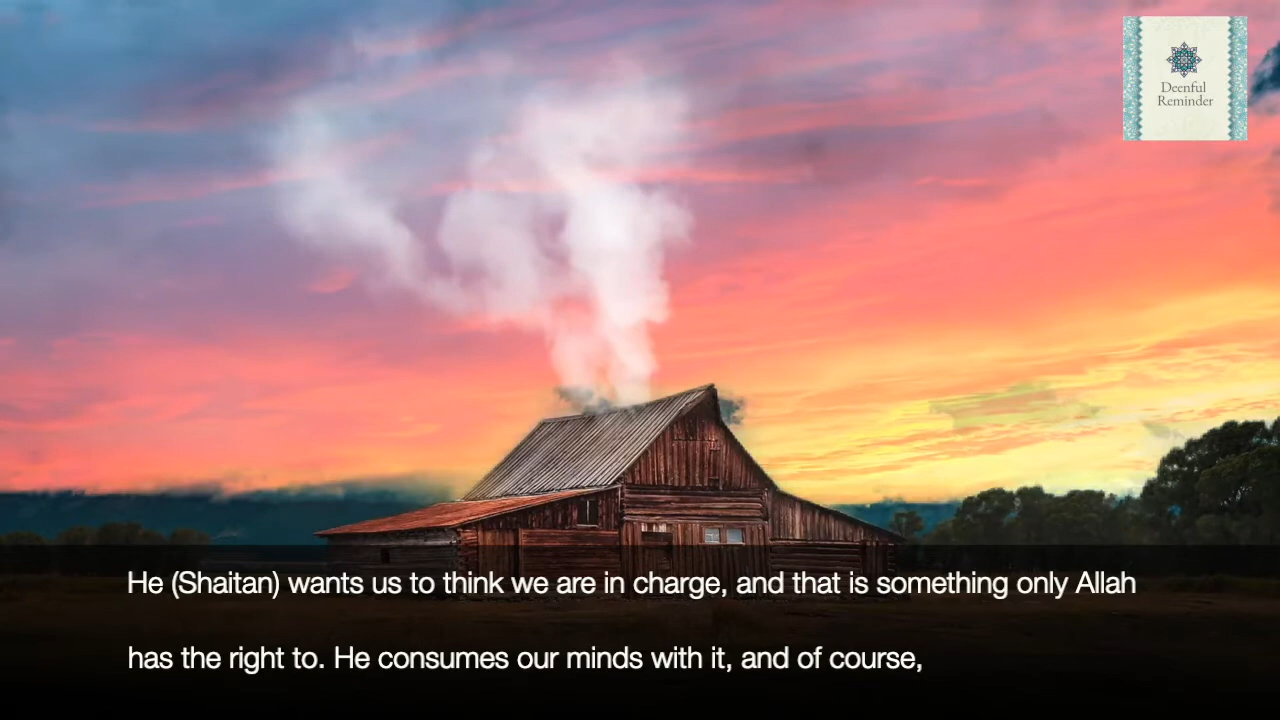 Deenful
Reminder
He (Shaitan) wants us to think we are in charge, and that is something only Allah
has the right to. He consumes our minds with it, and of course,